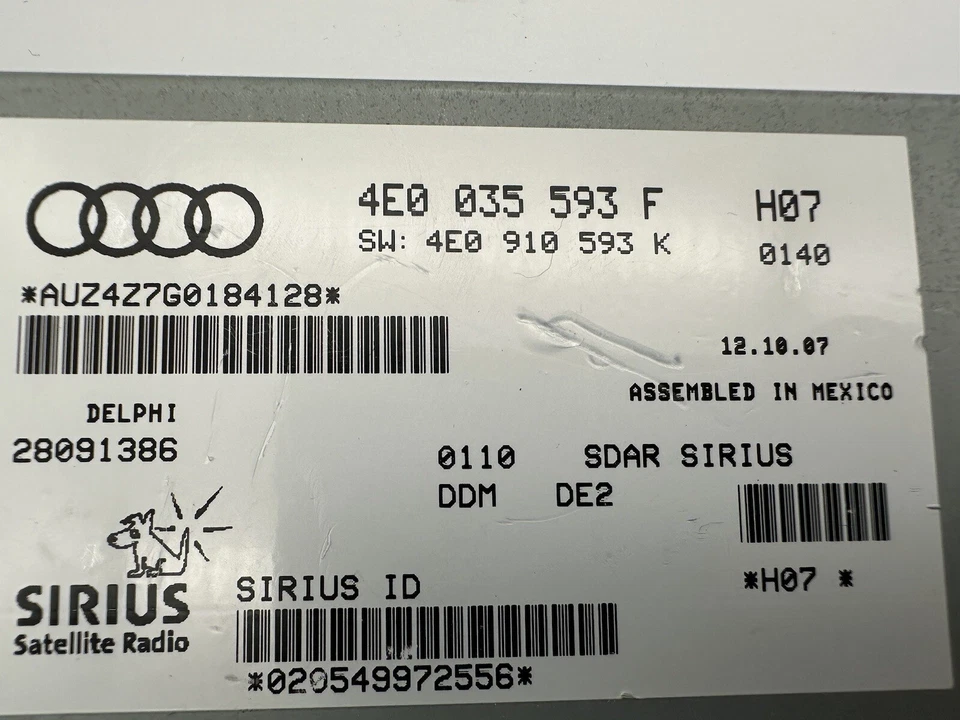 4E0 035 593 F H07
SW: 4E0 910 593 K 0140
*AUZ4Z7G0184128*
12.10.07
ASSEMBLED IN MEXICO
DELPHI
28091386
0110 SDAR SIRIUS
DDM DE2
*H07 *
SIRIUS
Satellite Radio
SIRIUS ID
*020549972556*